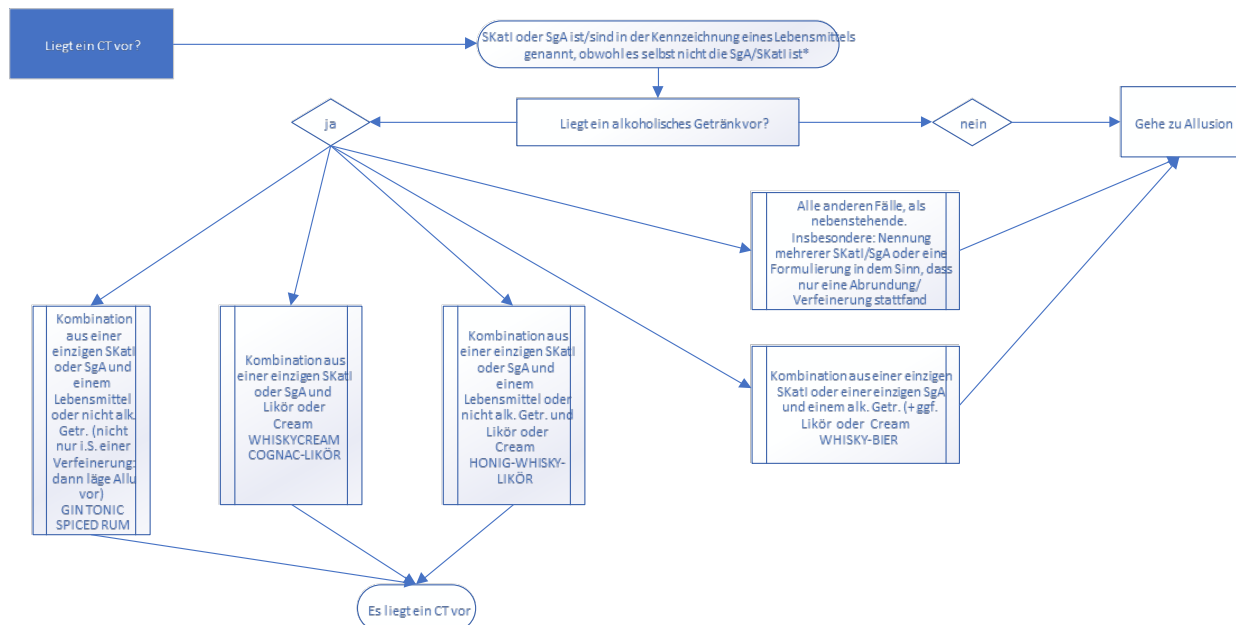 Liegt ein CT vor?
SKatI oder SgA ist/sind in der Kennzeichnung eines Lebensmittels
genannt, obwohl es selbst nicht die SgA/SKatI ist*
ja
Liegt ein alkoholisches Getränk vor?
nein
Gehe zu Allusion
Alle anderen Fälle, als
nebenstehende.
Insbesondere: Nennung
mehrerer SKatI/SgA oder eine
Formulierung in dem Sinn, dass
nur eine Abrundung/
Verfeinerung stattfand
Kombination
aus einer
einzigen SKatI
oder SgA und
einem
Lebensmittel
oder nicht alk.
Getr. (nicht
nur i.S. einer
Verfeinerung:
dann läge Allu
vor)
GIN TONIC
SPICED RUM
Kombination aus
einer einzigen SKatI
oder SgA und
Likör oder
Cream
WHISKYCREAM
COGNAC-LIKÖR
Kombination aus
einer einzigen SKatI
oder SgA und
einem
Lebensmittel oder
nicht alk. Getr. und
Likör oder
Cream
HONIG-WHISKY-
LIKÖR
Kombination aus einer einzigen
SKatI oder einer einzigen SgA
und einem alk. Getr. (+ ggf.
Likör oder Cream
WHISKY-BIER
Es liegt ein CT vor